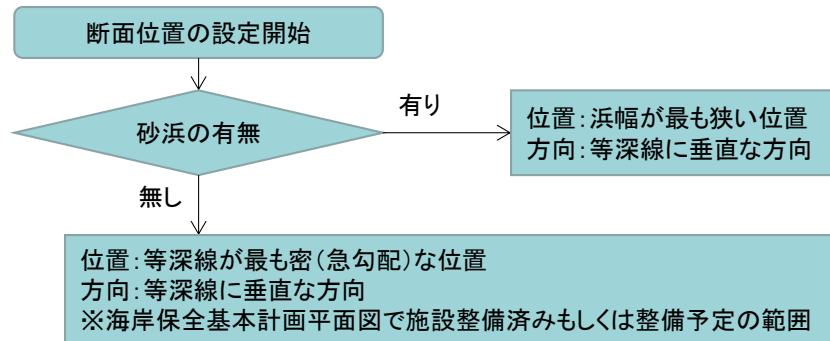 断面位置の設定開始
砂浜の有無
有り
位置：浜幅が最も狭い位置
方向：等深線に垂直な方向
無し
位置：等深線が最も密（急勾配）な位置
方向：等深線に垂直な方向
※海岸保全基本計画平面図で施設整備済みもしくは整備予定の範囲